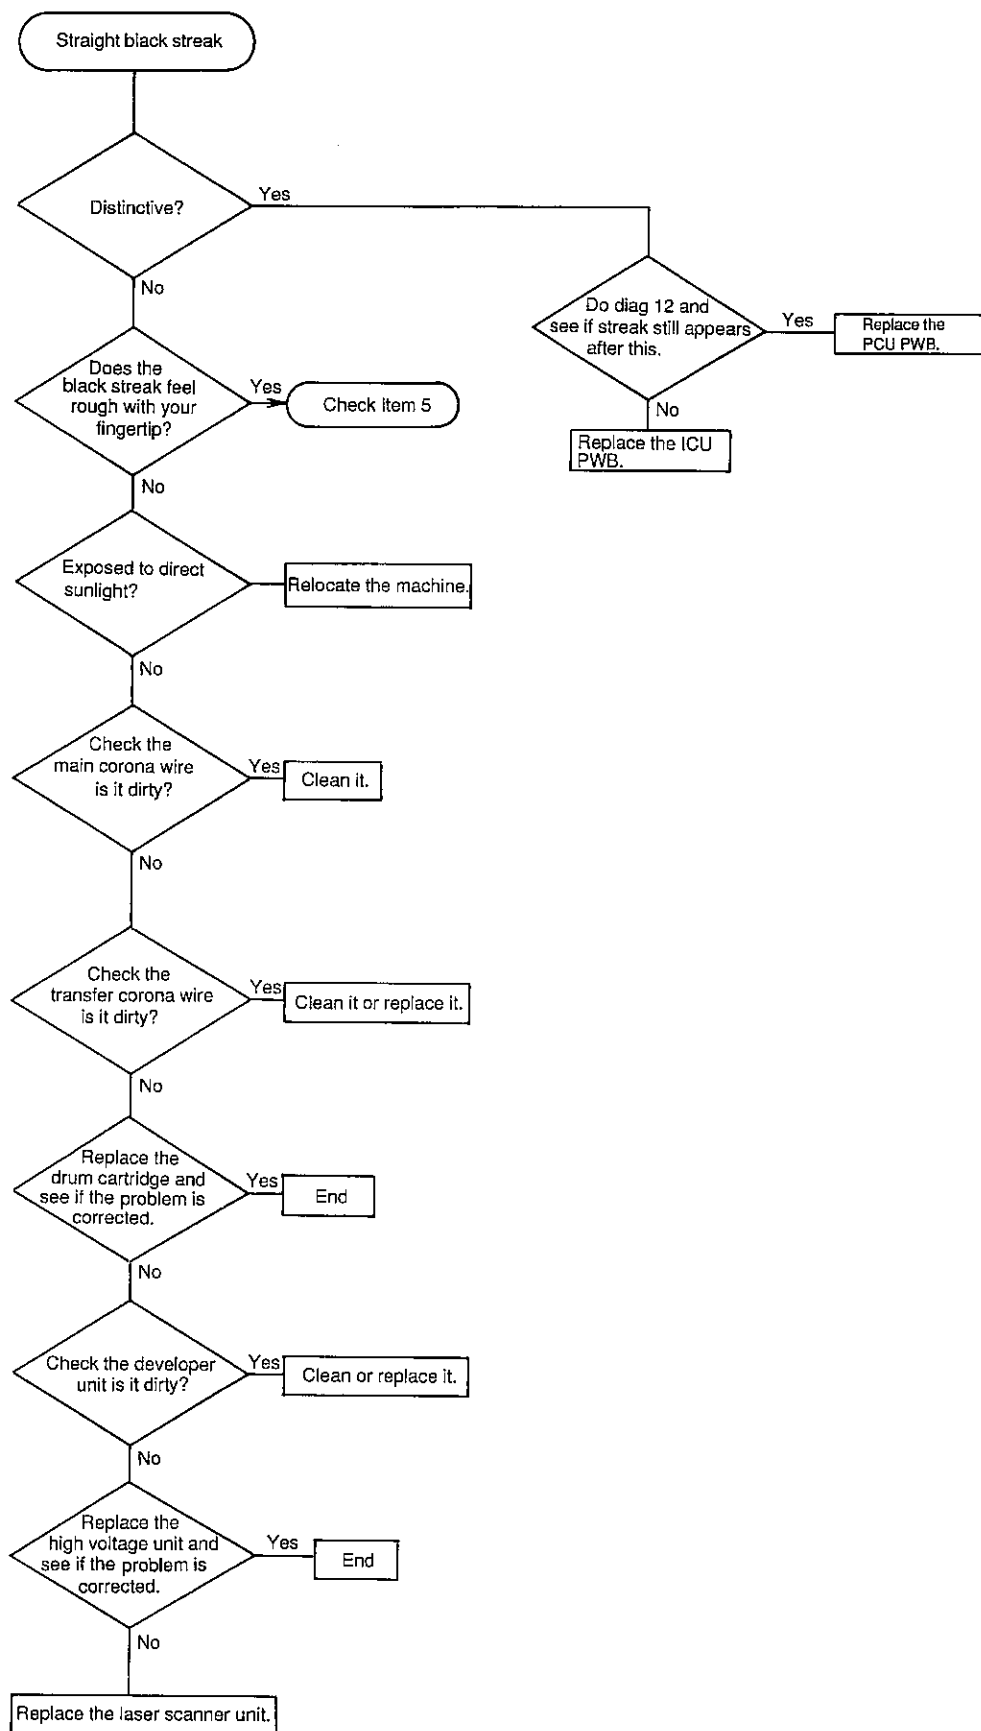 Straight black streak
Distinctive?
Yes
No
Do diag 12 and
see if streak still appears
after this.
Yes
Replace the
PCU PWB.
No
Replace the ICU
PWB.
Does the
black streak feel
rough with your
fingertip?
Yes
Check item 5
No
Exposed to direct
sunlight?
Relocate the machine.
No
Check the
main corona wire
is it dirty?
Yes
Clean it.
No
Check the
transfer corona wire
is it dirty?
Yes
Clean it or replace it.
No
Replace the
drum cartridge and
see if the problem is
corrected.
Yes
End
No
Check the developer
unit is it dirty?
Yes
Clean or replace it.
No
Replace the
high voltage unit and
see if the problem is
corrected.
Yes
End
No
Replace the laser scanner unit.